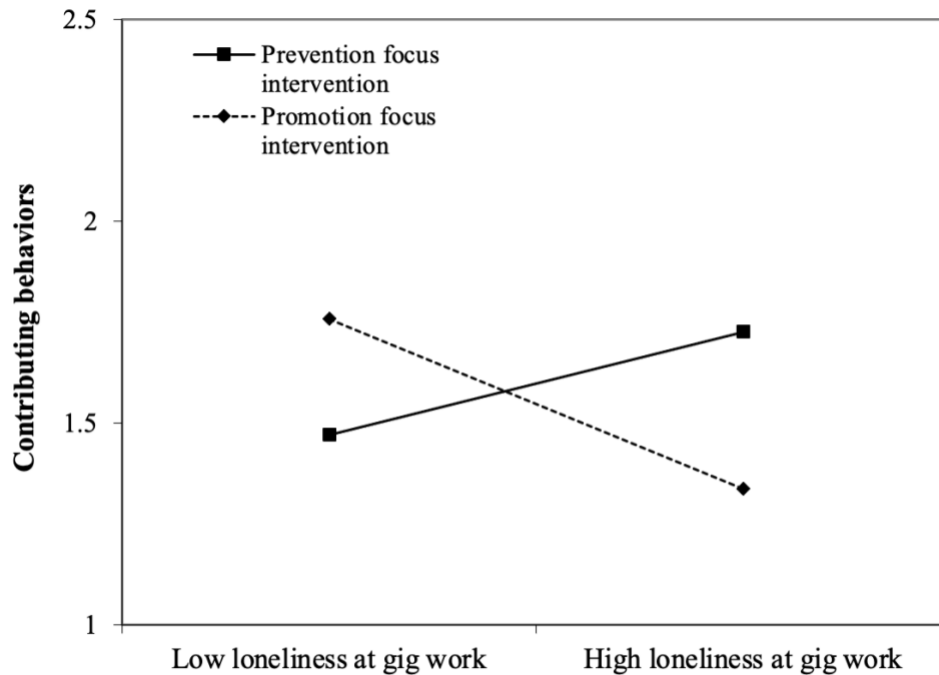 2.5
Prevention focus
intervention
Promotion focus
intervention
2
Contributing behaviors
1.5
1
Low loneliness at gig work
High loneliness at gig work